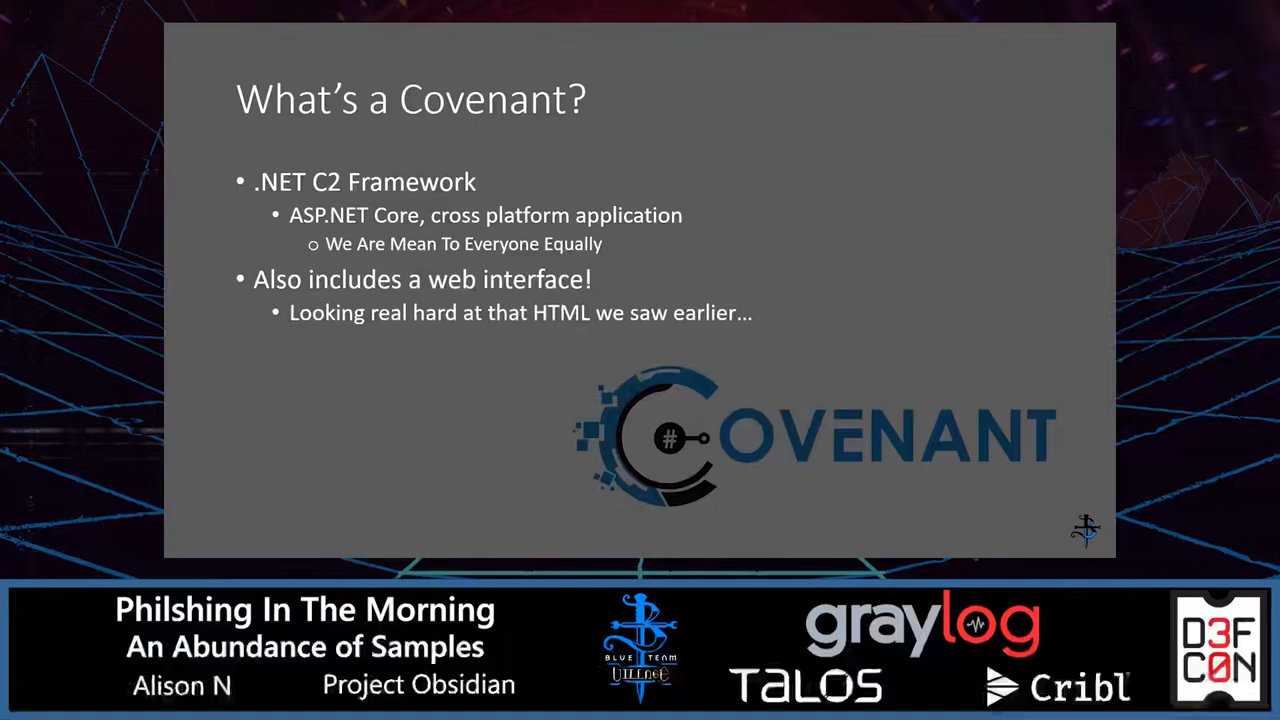 What's a Covenant?
• .NET C2 Framework
• ASP.NET Core, cross platform application
o We Are Mean To Everyone Equally
• Also includes a web interface!
• Looking real hard at that HTML we saw earlier…
#
COVENANT
Philshing In The Morning
An Abundance of Samples
Alison N
Project Obsidian
BLUE TEAM
VILLAGE
graylog
TALOS
Cribl
D3F
C0N